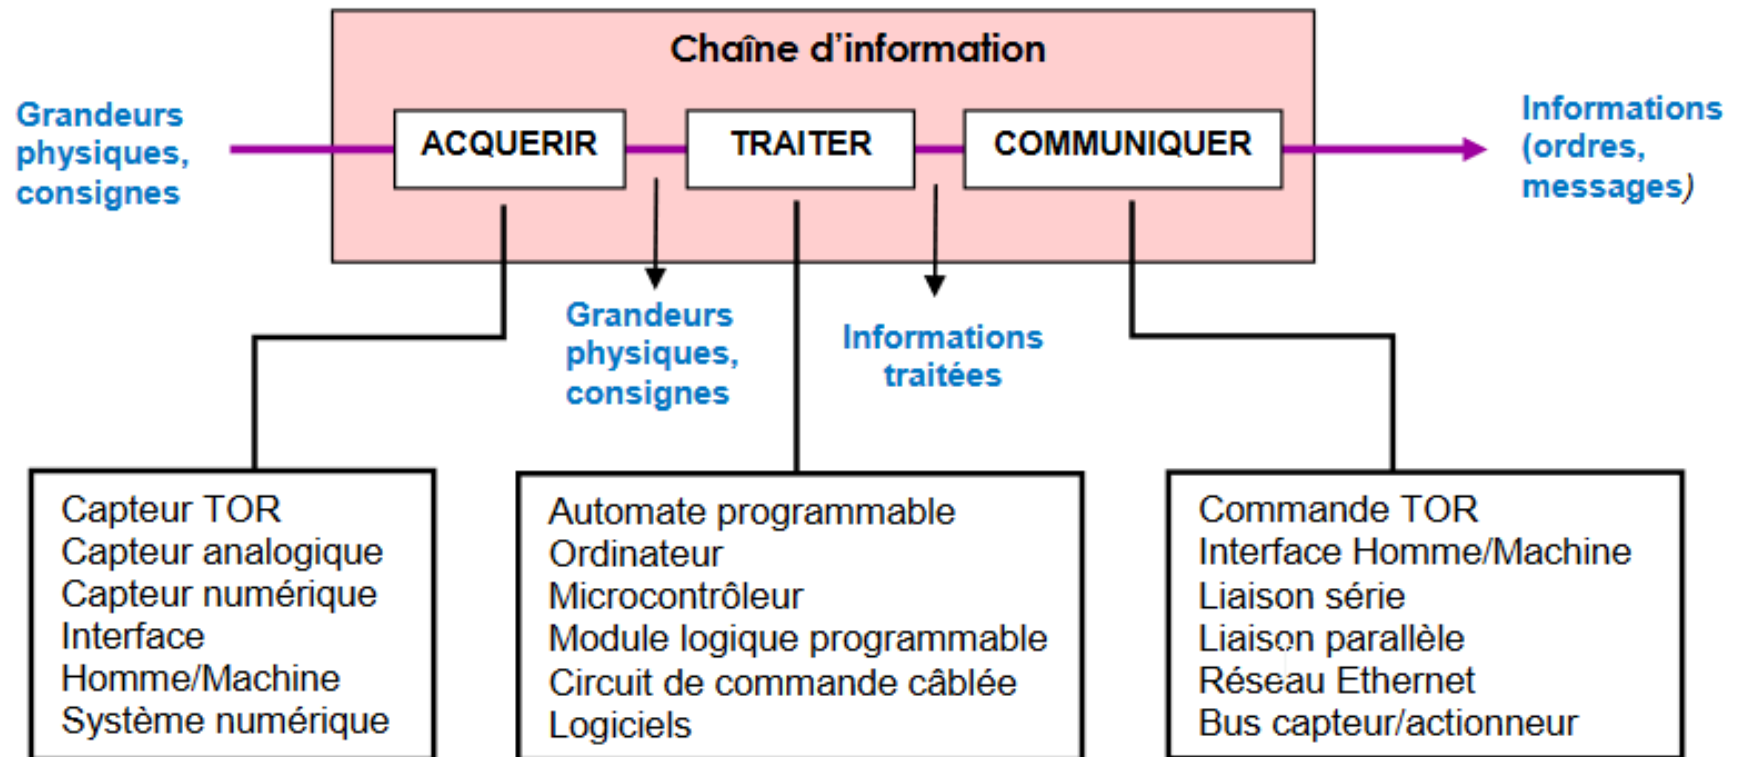 Chaîne d'information
Grandeurs
physiques,
consignes
ACQUERIR
TRAITER
COMMUNIQUER
Informations
(ordres,
messages)
Grandeurs
physiques,
consignes
Informations
traitées
Capteur TOR
Capteur analogique
Capteur numérique
Interface
Homme/Machine
Système numérique
Automate programmable
Ordinateur
Microcontrôleur
Module logique programmable
Circuit de commande câblée
Logiciels
Commande TOR
Interface Homme/Machine
Liaison série
Liaison parallèle
Réseau Ethernet
Bus capteur/actionneur